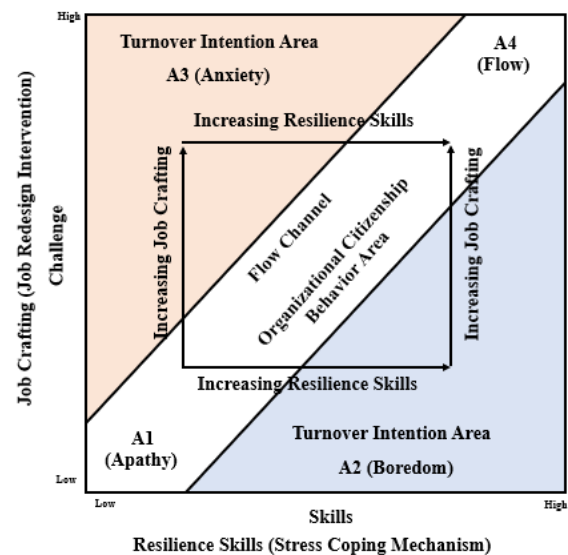 High
Turnover Intention Area
A3 (Anxiety)
A4
(Flow)
Increasing Resilience Skills
Job Crafting (Job Redesign Intervention)
Challenge
Increasing Job Crafting
Flow Channel
Organizational Citizenship
Behavior Area
Increasing Job Crafting
Increasing Resilience Skills
A1
(Apathy)
Turnover Intention Area
A2 (Boredom)
Low
Low
High
Skills
Resilience Skills (Stress Coping Mechanism)